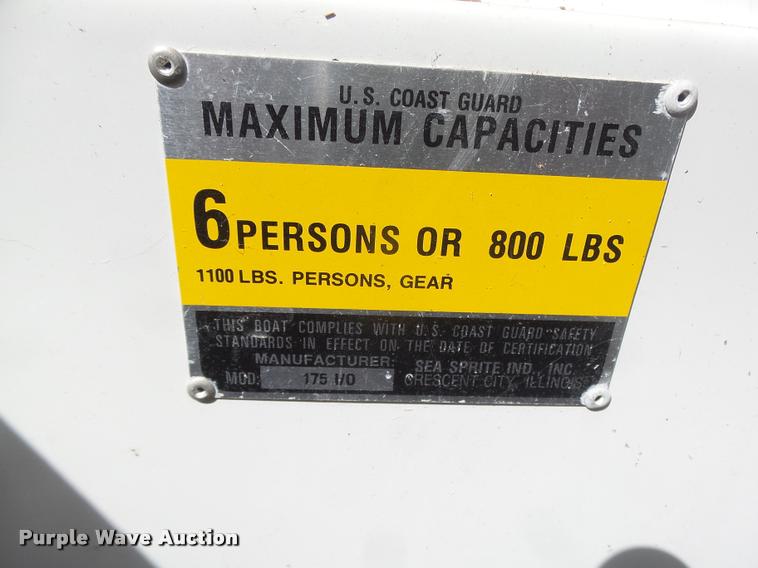 U.S. COAST GUARD
MAXIMUM CAPACITIES
6 PERSONS OR 800 LBS
1100 LBS. PERSONS, GEAR
THIS BOAT COMPLIES WITH U.S. COAST GUARD SAFETY
STANDARDS IN EFFECT ON THE DATE OF CERTIFICATION
MANUFACTURER: SEA SPRITE IND., INC.
MOD: 175 I/O CRESCENT CITY, ILLINOIS
Purple Wave Auction